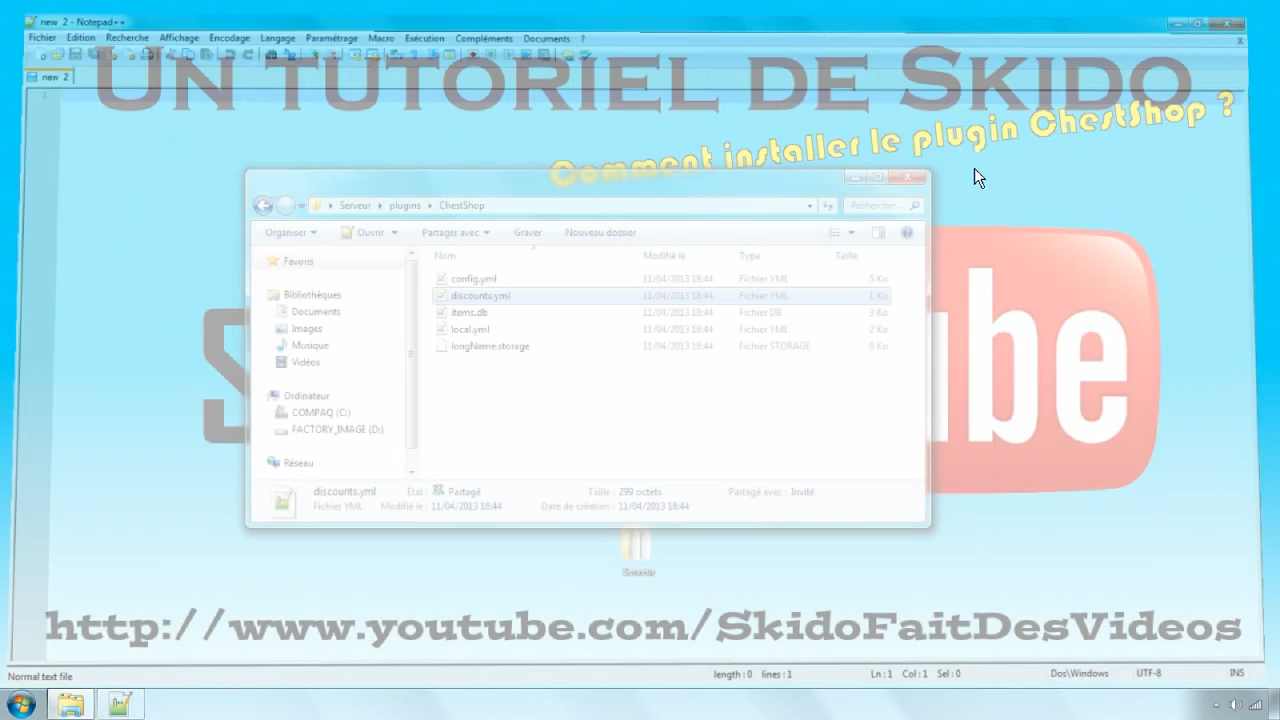 new 2 - Notepad++
Fichier Edition Recherche Affichage Encodage Langage Paramétrage Macro Exécution Compléments Documents ?
X
new 2
1
Un tutoriel de Skido
Comment installer le plugin ChestShop ?
Serveur plugins ChestShop
Rechercher...
Organiser Ouvrir Partager avec Graver Nouveau dossier
Nom Modifié le Type Taille
Favoris
config.yml 11/04/2013 18:44 Fichier YML 5 Ko
discounts.yml 11/04/2013 18:44 Fichier YML 1 Ko
items.db 11/04/2013 18:44 Fichier DB 3 Ko
local.yml 11/04/2013 18:44 Fichier YML 2 Ko
longName.storage 11/04/2013 18:44 Fichier STORAGE 0 Ko
Bibliothèques
Documents
Images
Musique
Vidéos
Ordinateur
COMPAQ (C:)
FACTORY_IMAGE (D:)
Réseau
be
discounts.yml État : Partagé Taille : 299 octets Partagé avec : Invité
Fichier YML Modifié le : 11/04/2013 18:44 Date de création : 11/04/2013 18:44
Serveur
http://www.youtube.com/SkidoFaitDesVideos
Normal text file length : 0 lines : 1 Ln : 1 Col : 1 Sel : 0 Dos\Windows UTF-8 INS